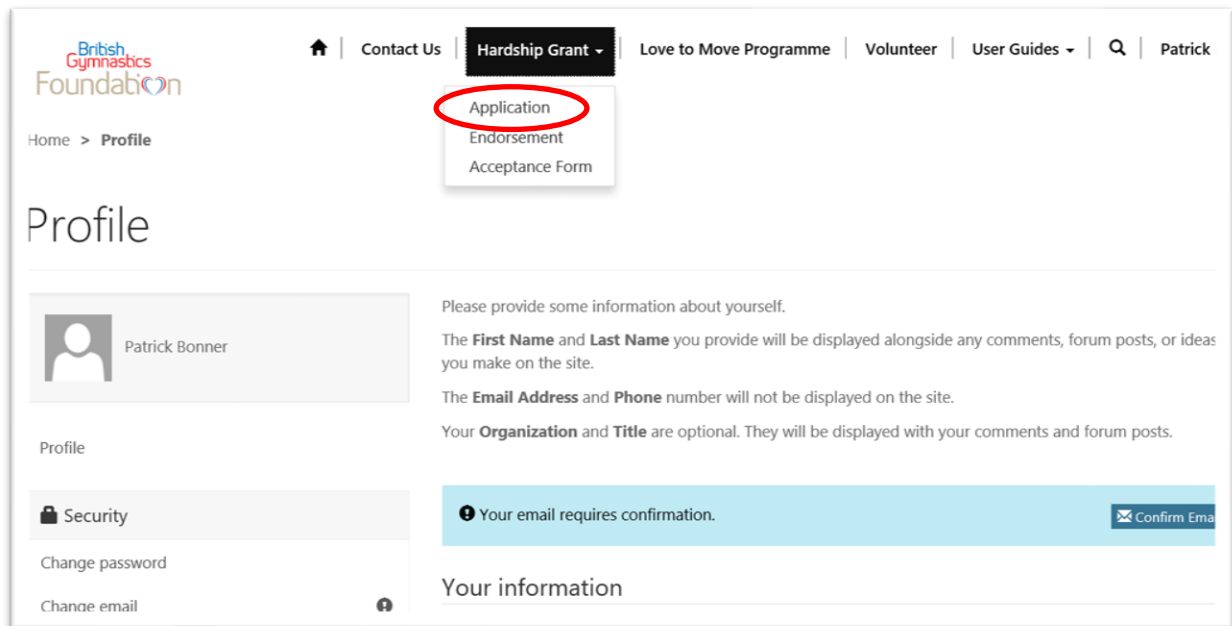 British
Gymnastics
Foundation
Contact Us
Hardship Grant
Love to Move Programme
Volunteer
User Guides
Patrick
Application
Endorsement
Acceptance Form
Home > Profile
Profile
Patrick Bonner
Profile
Security
Change password
Change email
Please provide some information about yourself.
The First Name and Last Name you provide will be displayed alongside any comments, forum posts, or ideas
you make on the site.
The Email Address and Phone number will not be displayed on the site.
Your Organization and Title are optional. They will be displayed with your comments and forum posts.
Your email requires confirmation.
Confirm Ema
Your information